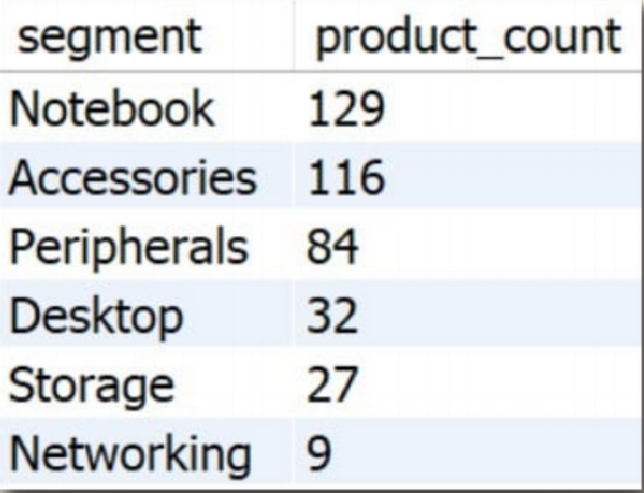 segment product_count
Notebook 129
Accessories 116
Peripherals 84
Desktop 32
Storage 27
Networking 9